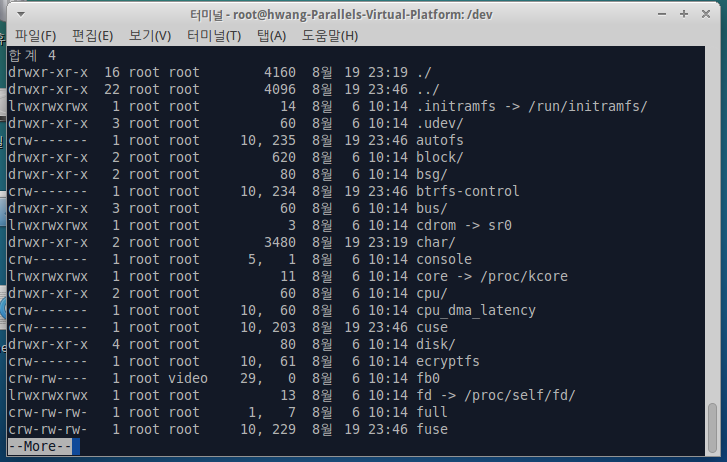 터미널 - root@hwang-Parallels-Virtual-Platform: /dev
파일(F) 편집(E) 보기(V) 터미널(T) 탭(A) 도움말(H)
합계 4
drwxr-xr-x 16 root root 4160 8월 19 23:19 ./
drwxr-xr-x 22 root root 4096 8월 19 23:46 ../
lrwxrwxrwx 1 root root 14 8월 6 10:14 .initramfs -> /run/initramfs/
drwxr-xr-x 3 root root 60 8월 6 10:14 .udev/
crw------- 1 root root 10, 235 8월 19 23:46 autofs
drwxr-xr-x 2 root root 620 8월 6 10:14 block/
drwxr-xr-x 2 root root 80 8월 6 10:14 bsg/
crw------- 1 root root 10, 234 8월 19 23:46 btrfs-control
drwxr-xr-x 3 root root 60 8월 6 10:14 bus/
lrwxrwxrwx 1 root root 3 8월 6 10:14 cdrom -> sr0
drwxr-xr-x 2 root root 3480 8월 19 23:19 char/
crw------- 1 root root 5, 1 8월 6 10:14 console
lrwxrwxrwx 1 root root 11 8월 6 10:14 core -> /proc/kcore
drwxr-xr-x 2 root root 60 8월 6 10:14 cpu/
crw------- 1 root root 10, 60 8월 6 10:14 cpu_dma_latency
crw------- 1 root root 10, 203 8월 19 23:46 cuse
drwxr-xr-x 4 root root 80 8월 6 10:14 disk/
crw------- 1 root root 10, 61 8월 6 10:14 ecryptfs
crw-rw---- 1 root video 29, 0 8월 6 10:14 fb0
lrwxrwxrwx 1 root root 13 8월 6 10:14 fd -> /proc/self/fd/
crw-rw-rw- 1 root root 1, 7 8월 6 10:14 full
crw-rw-rw- 1 root root 10, 229 8월 19 23:46 fuse
--More--